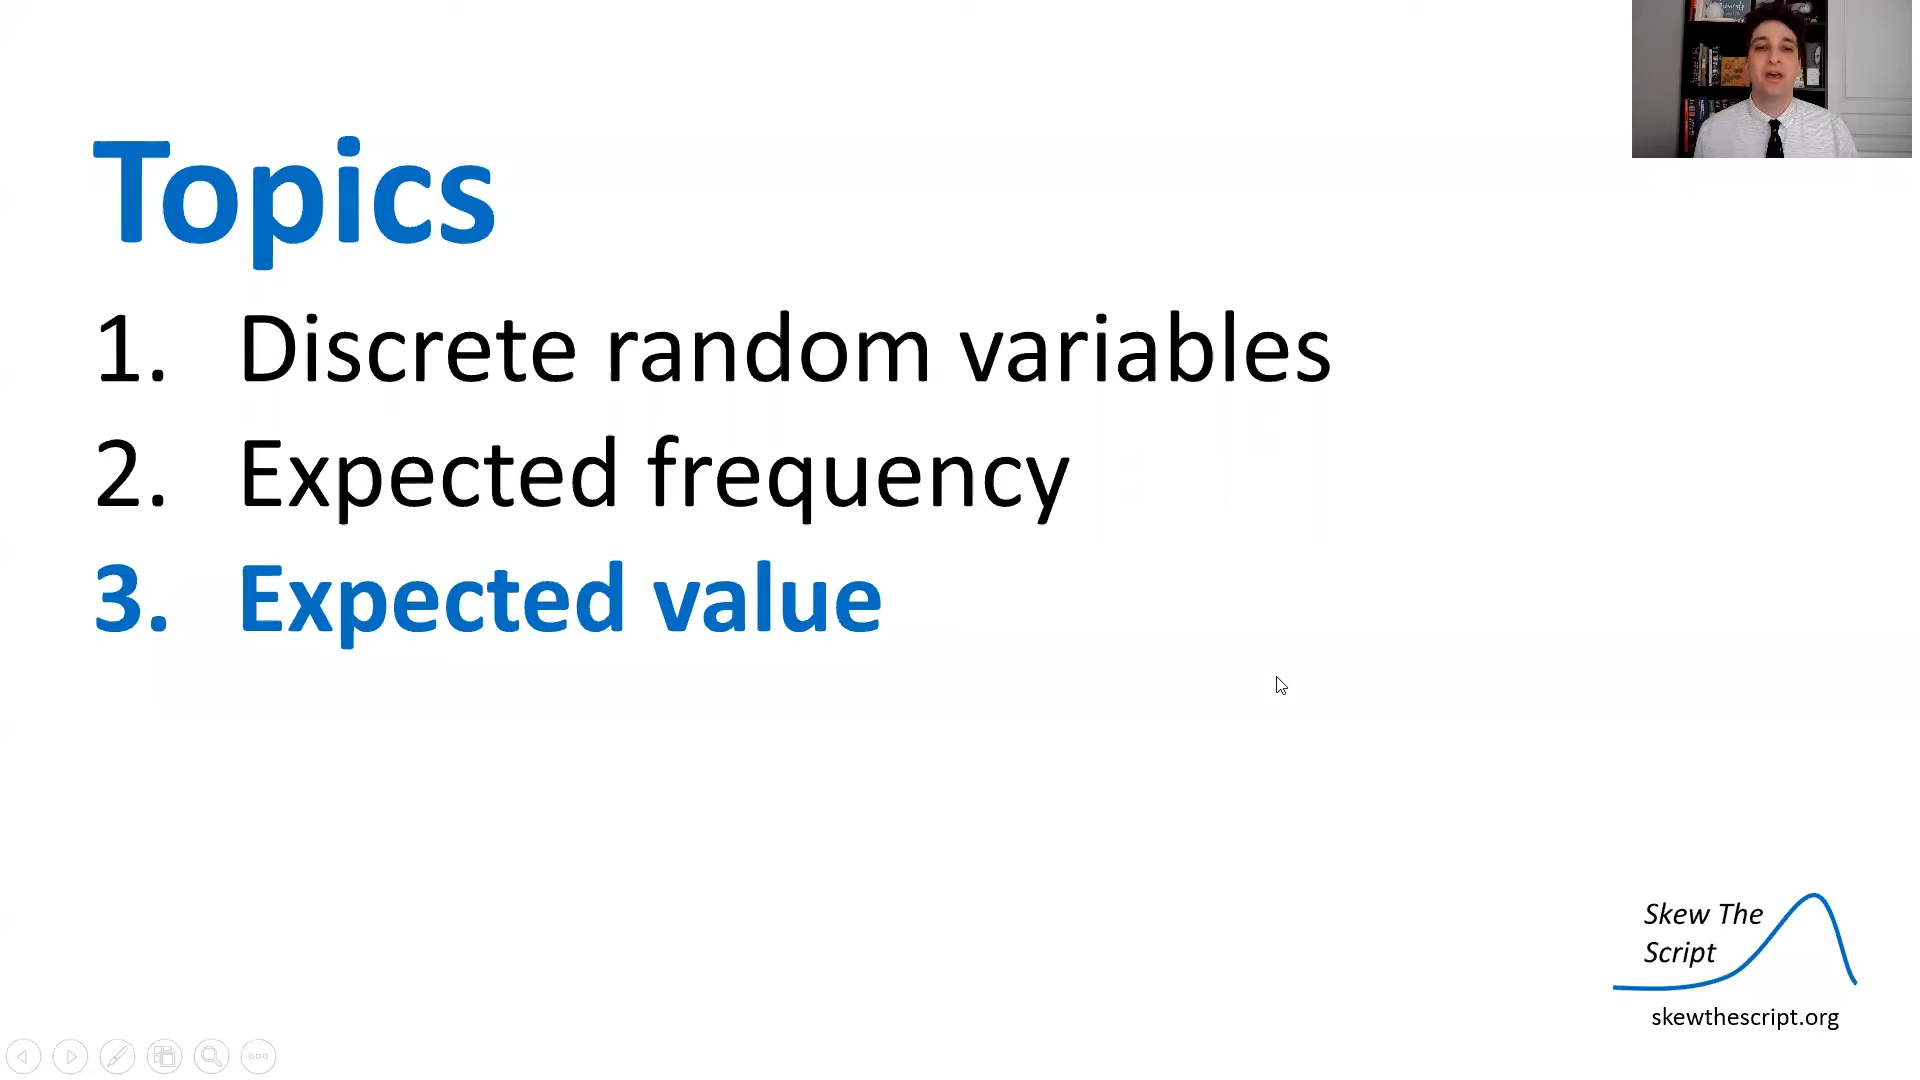 Topics
1. Discrete random variables
2. Expected frequency
3. Expected value
Skew The
Script
skewthescript.org